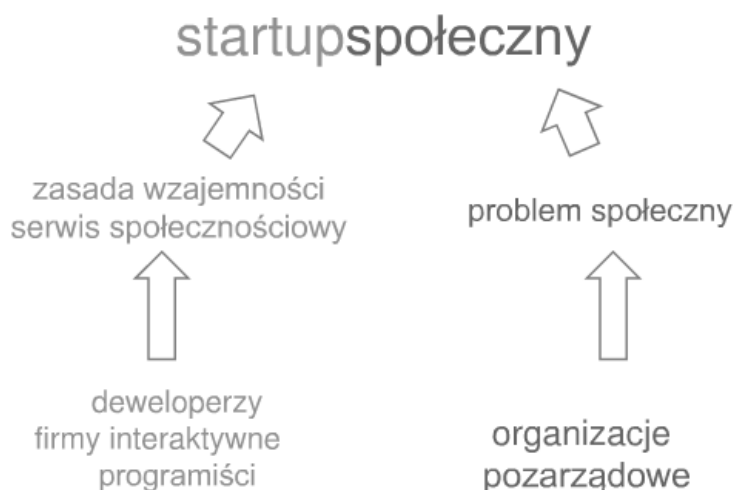 startupspołeczny
zasada wzajemności
serwis społecznościowy
problem społeczny
deweloperzy
firmy interaktywne
programiści
organizacje
pozarządowe